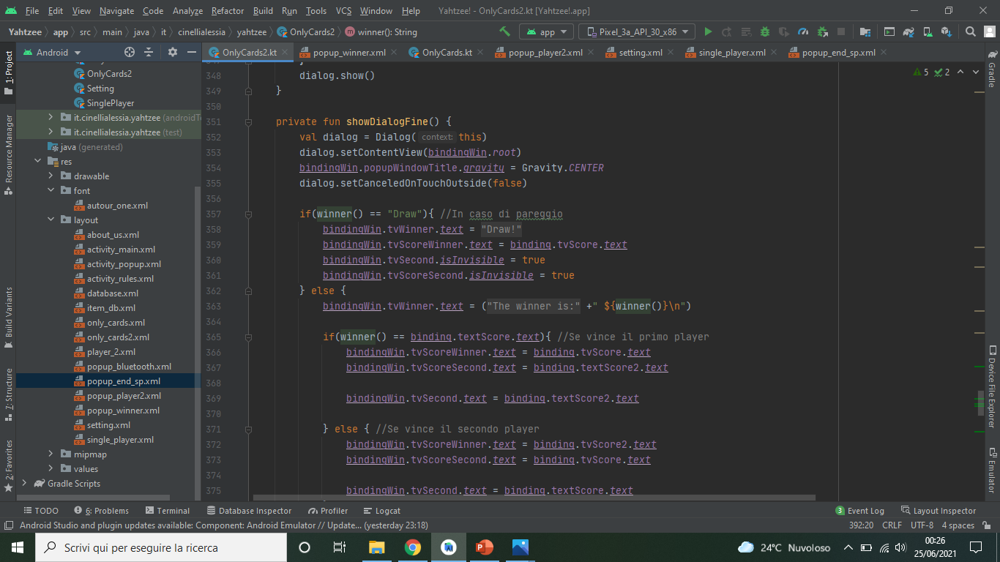 File Edit View Navigate Code Analyze Refactor Build Run Tools VCS Window Help Yahtzee! - OnlyCards2.kt [Yahtzee!.app]
Yahtzee app src main java it cinellialessia yahtzee OnlyCards2 winner(): String app Pixel_3a_API_30_x86
Android OnlyCards2.kt popup_winner.xml OnlyCards.kt popup_player2.xml setting.xml single_player.xml popup_end_sp.xml
1: Project
Resource Manager
Build Variants
7: Structure
2: Favorites
OnlyCards2
Setting
SinglePlayer
it.cinellialessia.yahtzee (androidTe
it.cinellialessia.yahtzee (test)
java (generated)
res
drawable
font
autour_one.xml
layout
about_us.xml
activity_main.xml
activity_popup.xml
activity_rules.xml
database.xml
item_db.xml
only_cards.xml
only_cards2.xml
player_2.xml
popup_bluetooth.xml
popup_end_sp.xml
popup_player2.xml
popup_winner.xml
setting.xml
single_player.xml
mipmap
values
Gradle Scripts
5 2
348 dialog.show()
349 }
350
351 private fun showDialogFine() {
352 val dialog = Dialog( context: this)
353 dialog.setContentView(bindingWin.root)
354 bindingWin.popupWindowTitle.gravity = Gravity.CENTER
355 dialog.setCanceledOnTouchOutside(false)
356
357 if(winner() == "Draw"){ //In caso di pareggio
358 bindingWin.tvWinner.text = "Draw!"
359 bindingWin.tvScoreWinner.text = binding.tvScore.text
360 bindingWin.tvSecond.isInvisible = true
361 bindingWin.tvScoreSecond.isInvisible = true
362 } else {
363 bindingWin.tvWinner.text = ("The winner is:" +" ${winner()}\n")
364
365 if(winner() == binding.textScore.text){ //Se vince il primo player
366 bindingWin.tvScoreWinner.text = binding.tvScore.text
367 bindingWin.tvScoreSecond.text = binding.textScore2.text
368
369 bindingWin.tvSecond.text = binding.textScore2.text
370
371 } else { //Se vince il secondo player
372 bindingWin.tvScoreWinner.text = binding.tvScore2.text
373 bindingWin.tvScoreSecond.text = binding.tvScore.text
374
375 bindingWin.tvSecond.text = binding.textScore.text
Gradle
Device File Explorer
Emulator
TODO 6: Problems Terminal Database Inspector Profiler Logcat 3 Event Log Layout Inspector
Android Studio and plugin updates available: Component: Android Emulator // Update... (yesterday 23:18) 392:20 CRLF UTF-8 4 spaces
Scrivi qui per eseguire la ricerca 24°C Nuvoloso 00:26
25/06/2021